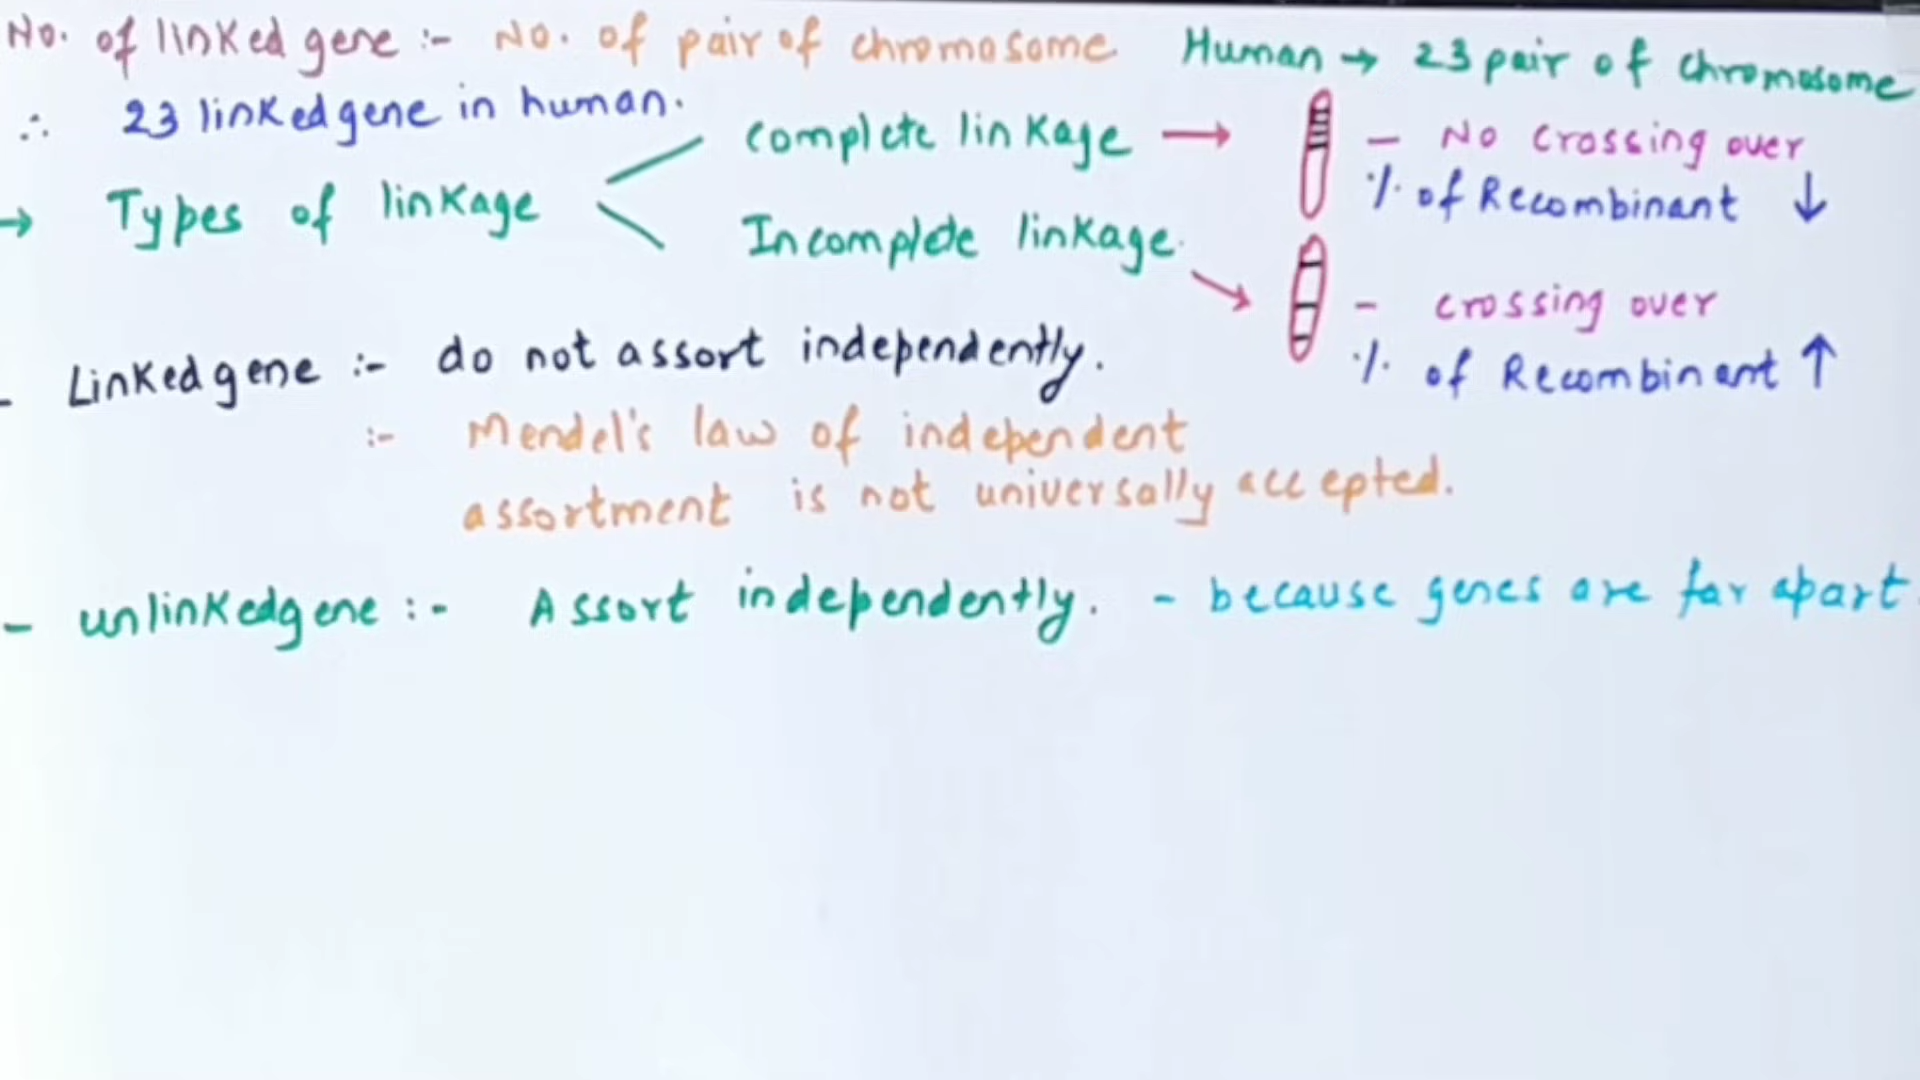 No. of linked gene :- No. of pair of chromosome Human → 23 pair of chromosome
∴ 23 linked gene in human.
→ Types of linkage
complete linkage → - No crossing over
% of Recombinant ↓
Incomplete linkage. → - crossing over
% of Recombinant ↑
- Linked gene :- do not assort independently.
:- Mendel's law of independent
assortment is not universally accepted.
- unlinked gene :- Assort independently. - because genes are far apart.